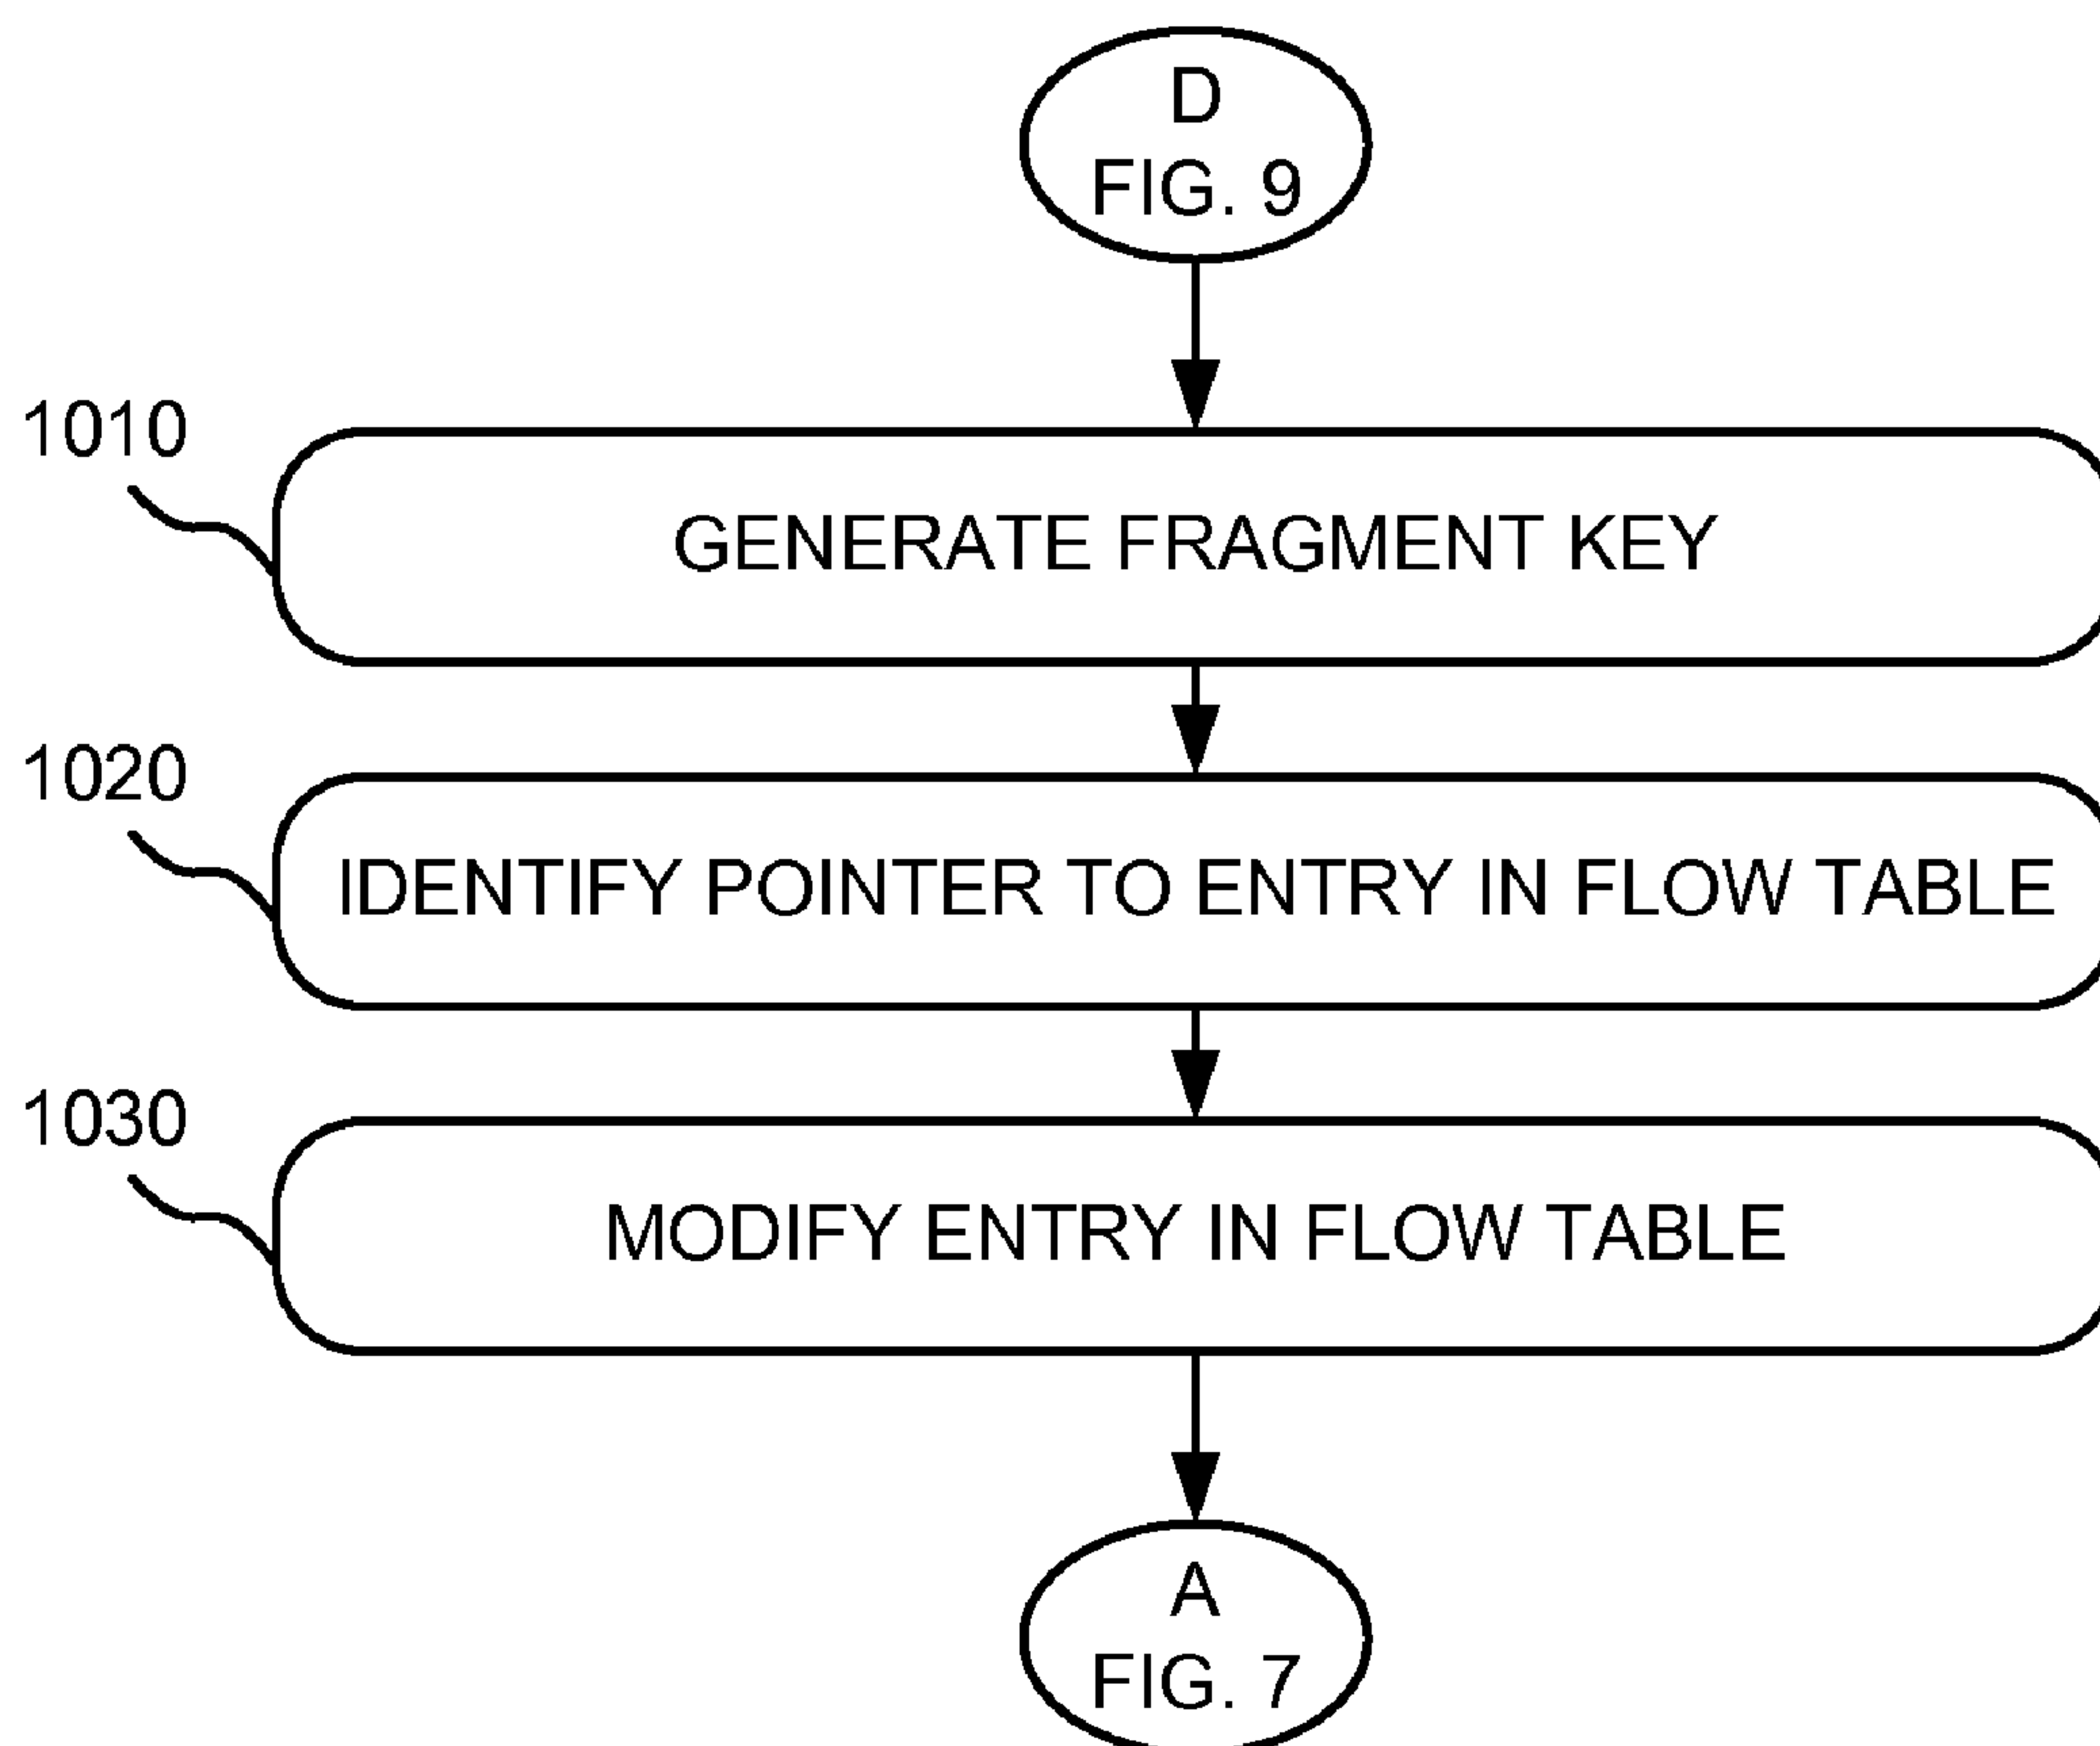 D
FIG. 9
1010
GENERATE FRAGMENT KEY
1020
IDENTIFY POINTER TO ENTRY IN FLOW TABLE
1030
MODIFY ENTRY IN FLOW TABLE
A
FIG. 7